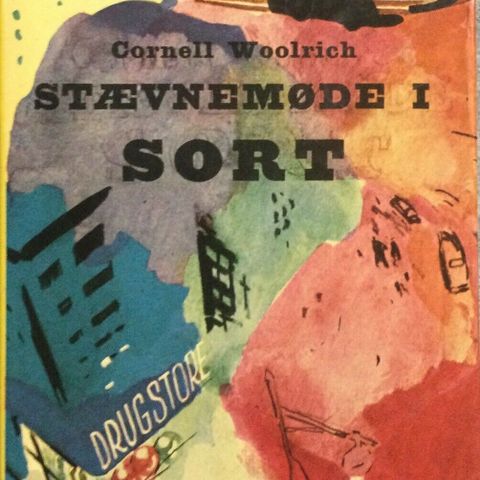 Cornell Woolrich
STÆVNEMØDE I
SORT
DRUGSTORE